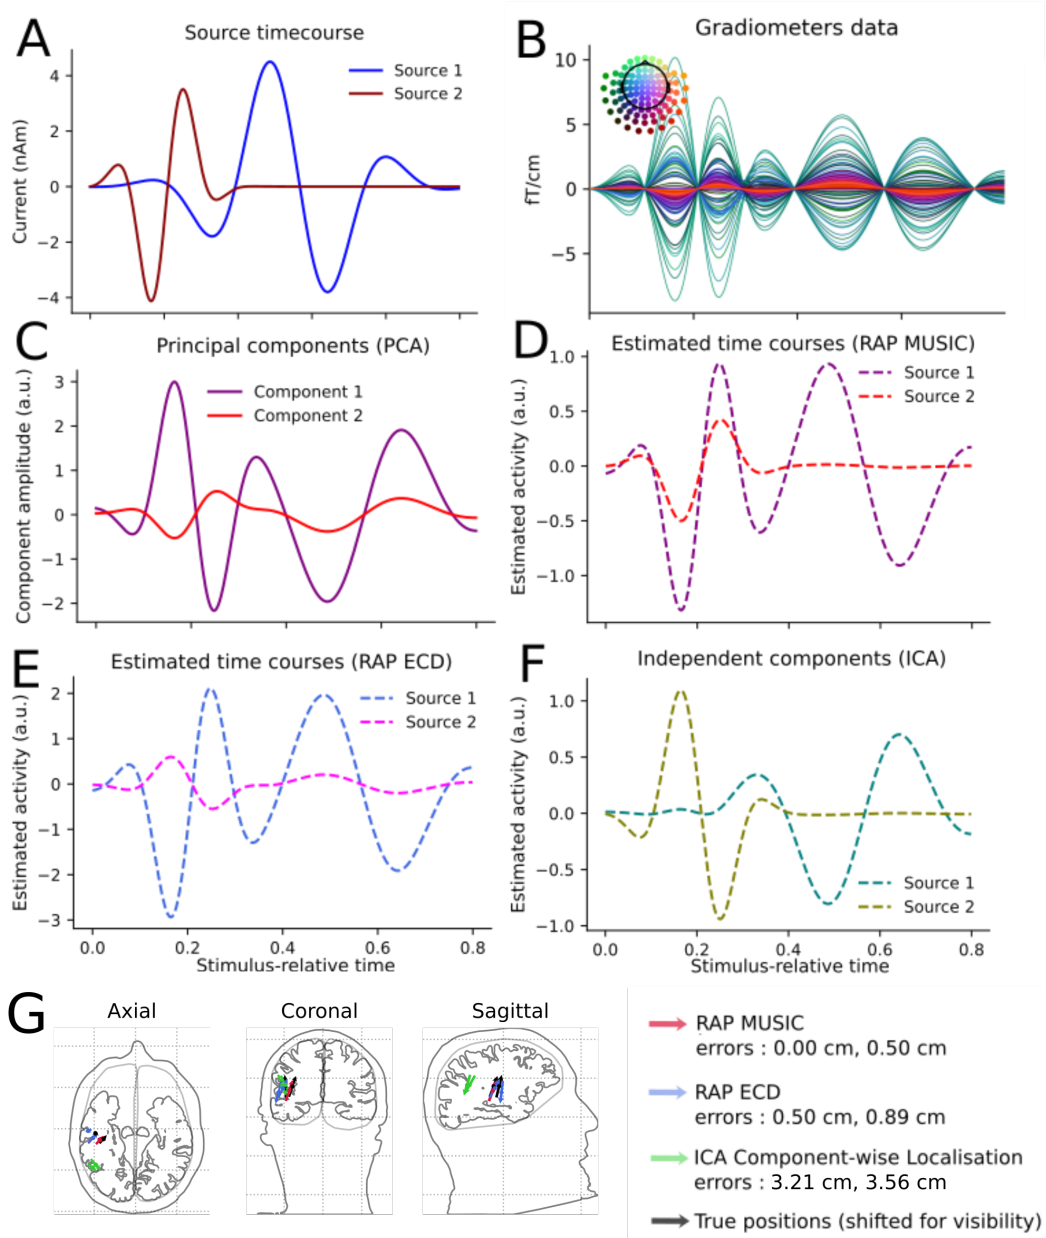 A
Source timecourse
Current (nAm)
4
2
0
−2
−4
Source 1
Source 2
B
Gradiometers data
fT/cm
10
5
0
−5
C
Principal components (PCA)
Component amplitude (a.u.)
3
2
1
0
−1
−2
Component 1
Component 2
D
Estimated time courses (RAP MUSIC)
Estimated activity (a.u.)
1.0
0.5
0.0
−0.5
−1.0
Source 1
Source 2
E
Estimated time courses (RAP ECD)
Estimated activity (a.u.)
2
1
0
−1
−2
−3
Source 1
Source 2
0.0 0.2 0.4 0.6 0.8
Stimulus-relative time
F
Independent components (ICA)
Estimated activity (a.u.)
1.0
0.5
0.0
−0.5
−1.0
Source 1
Source 2
0.0 0.2 0.4 0.6 0.8
Stimulus-relative time
G
Axial
Coronal
Sagittal
RAP MUSIC
errors : 0.00 cm, 0.50 cm
RAP ECD
errors : 0.50 cm, 0.89 cm
ICA Component-wise Localisation
errors : 3.21 cm, 3.56 cm
True positions (shifted for visibility)